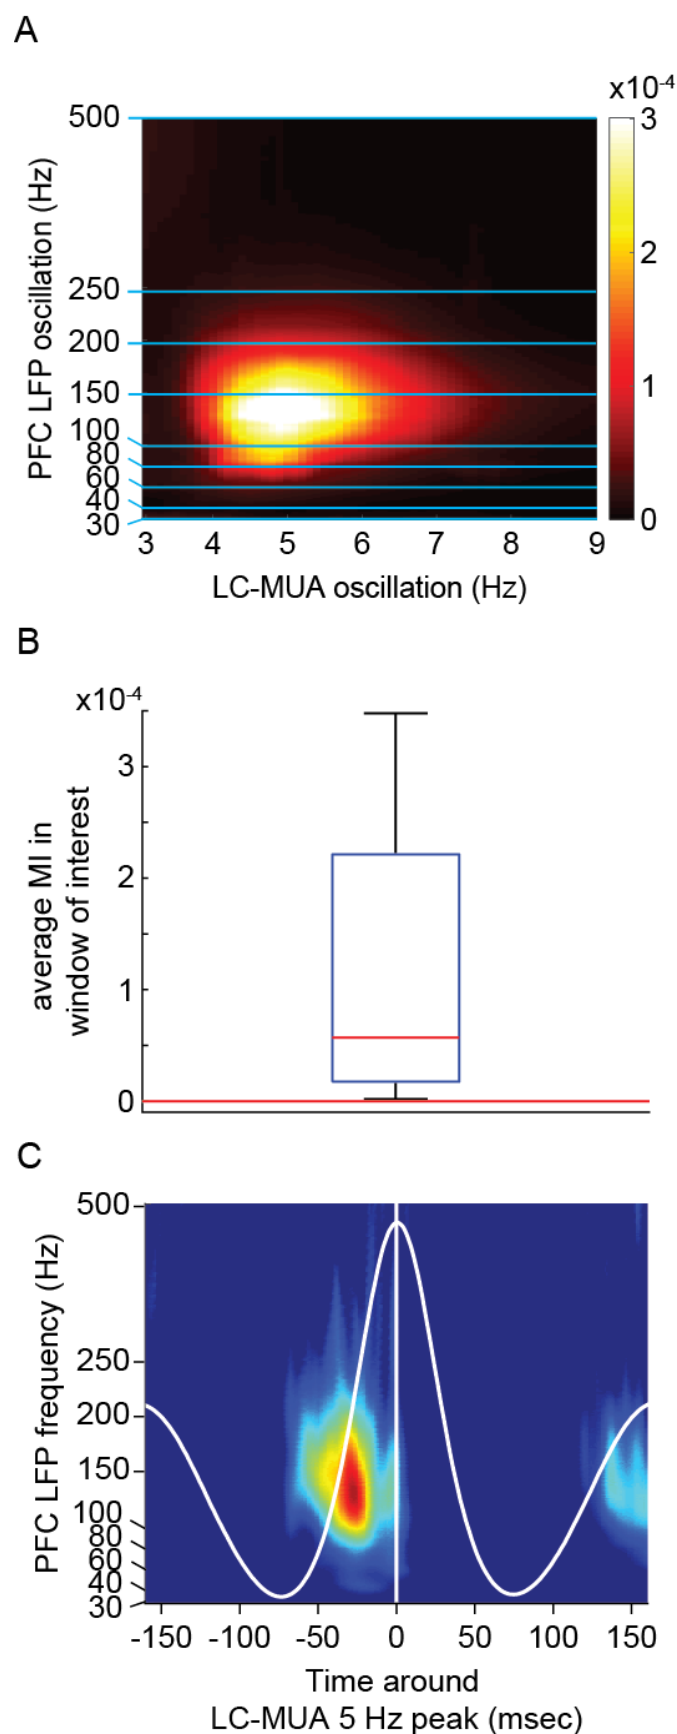 A
x10-4
500
250
200
150
100
80
60
40
30
PFC LFP oscillation (Hz)
3
2
1
0
3 4 5 6 7 8 9
LC-MUA oscillation (Hz)
B
x10-4
3
2
1
0
average MI in
window of interest
C
500
250
200
150
100
80
60
40
30
PFC LFP frequency (Hz)
-150 -100 -50 0 50 100 150
Time around
LC-MUA 5 Hz peak (msec)